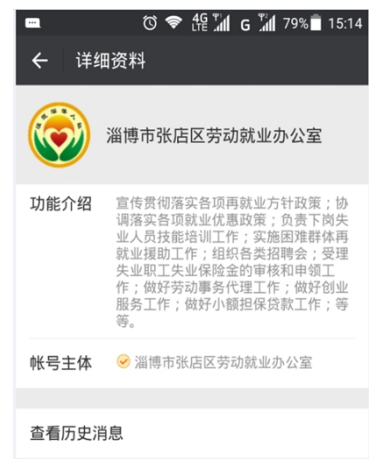 4G LTE G 79% 15:14
详细资料
淄博市张店区劳动就业办公室
功能介绍 宣传贯彻落实各项再就业方针政策；协
调落实各项就业优惠政策；负责下岗失
业人员技能培训工作；实施困难群体再
就业援助工作；组织各类招聘会；受理
失业职工失业保险金的审核和申领工
作；做好劳动事务代理工作；做好创业
服务工作；做好小额担保贷款工作；等
等。
帐号主体 淄博市张店区劳动就业办公室
查看历史消息